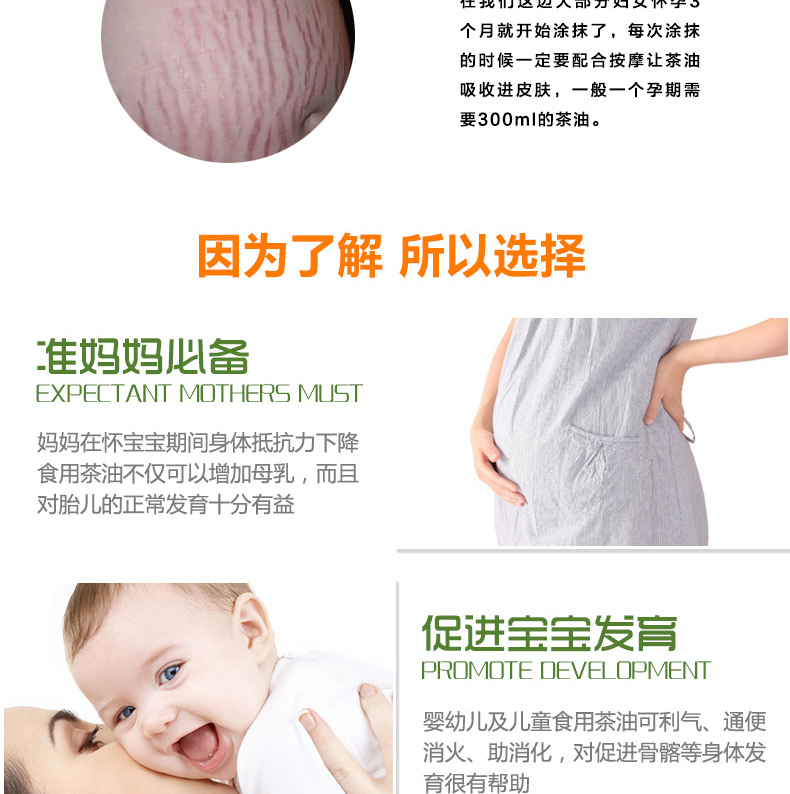 在我们这边大部分妇女怀孕3
个月就开始涂抹了，每次涂抹
的时候一定要配合按摩让茶油
吸收进皮肤，一般一个孕期需
要300ml的茶油。
因为了解 所以选择
准妈妈必备
EXPECTANT MOTHERS MUST
妈妈在怀宝宝期间身体抵抗力下降
食用茶油不仅可以增加母乳，而且
对胎儿的正常发育十分有益
促进宝宝发育
PROMOTE DEVELOPMENT
婴幼儿及儿童食用茶油可利气、通便
消火、助消化，对促进骨髂等身体发
育很有帮助